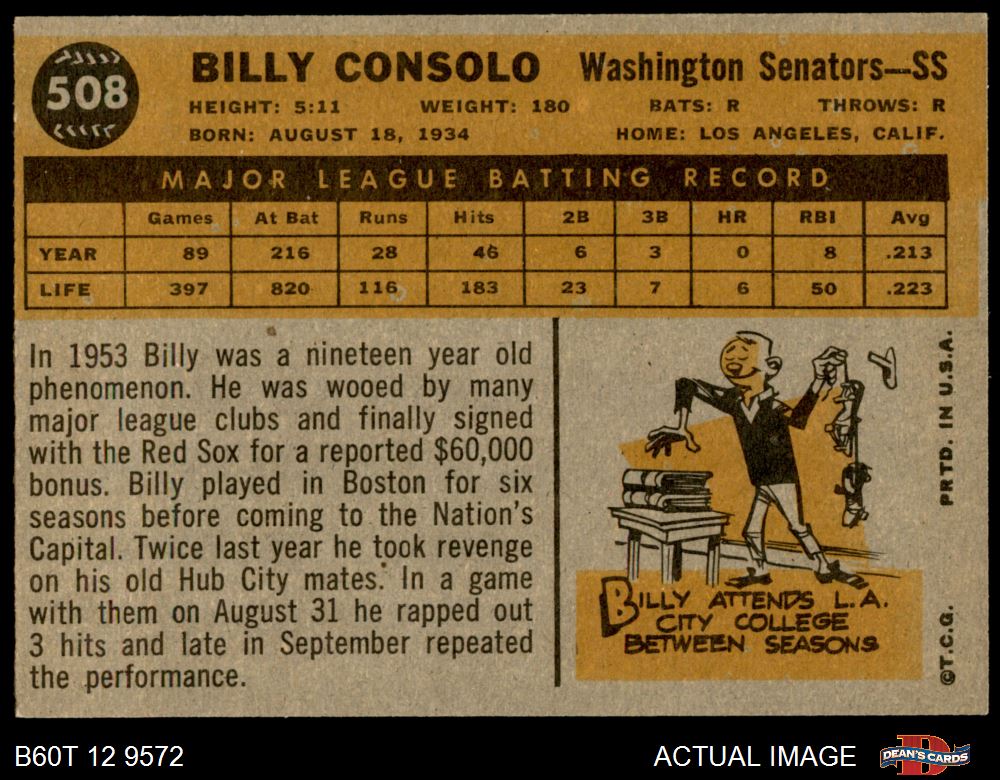 508
BILLY CONSOLO Washington Senators—SS
HEIGHT: 5:11 WEIGHT: 180 BATS: R THROWS: R
BORN: AUGUST 18, 1934 HOME: LOS ANGELES, CALIF.
MAJOR LEAGUE BATTING RECORD
Games At Bat Runs Hits 2B 3B HR RBI Avg
YEAR 89 216 28 46 6 3 0 8 .213
LIFE 397 820 116 183 23 7 6 50 .223
In 1953 Billy was a nineteen year old
phenomenon. He was wooed by many
major league clubs and finally signed
with the Red Sox for a reported $60,000
bonus. Billy played in Boston for six
seasons before coming to the Nation's
Capital. Twice last year he took revenge
on his old Hub City mates. In a game
with them on August 31 he rapped out
3 hits and late in September repeated
the performance.
BILLY ATTENDS L.A.
CITY COLLEGE
BETWEEN SEASONS
PRTD. IN U.S.A.
©T.C.G.
B60T 12 9572
ACTUAL IMAGE
DEAN'S CARDS